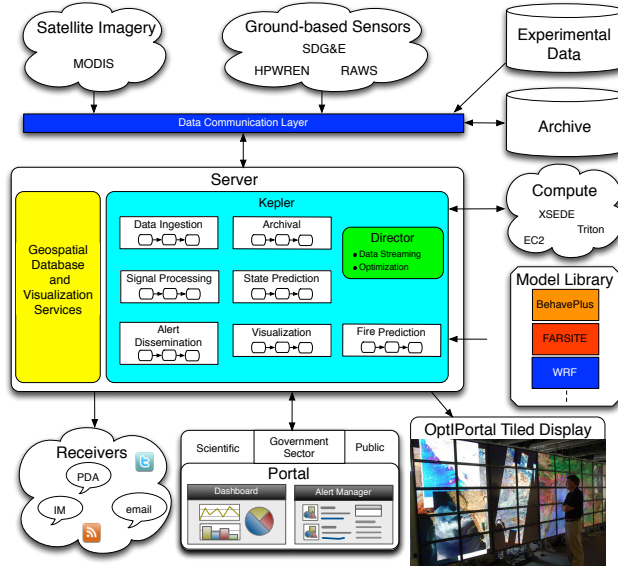 Satellite Imagery
MODIS
Ground-based Sensors
SDG&E
HPWREN RAWS
Experimental
Data
Data Communication Layer
Archive
Server
Geospatial
Database
and
Visualization
Services
Kepler
Data Ingestion
Archival
Director
• Data Streaming
• Optimization
Signal Processing
State Prediction
Alert
Dissemination
Visualization
Fire Prediction
Compute
XSEDE
Triton
EC2
Model Library
BehavePlus
FARSITE
WRF
Receivers
PDA
IM
email
Scientific
Government
Sector
Public
Portal
Dashboard
Alert Manager
OptIPortal Tiled Display